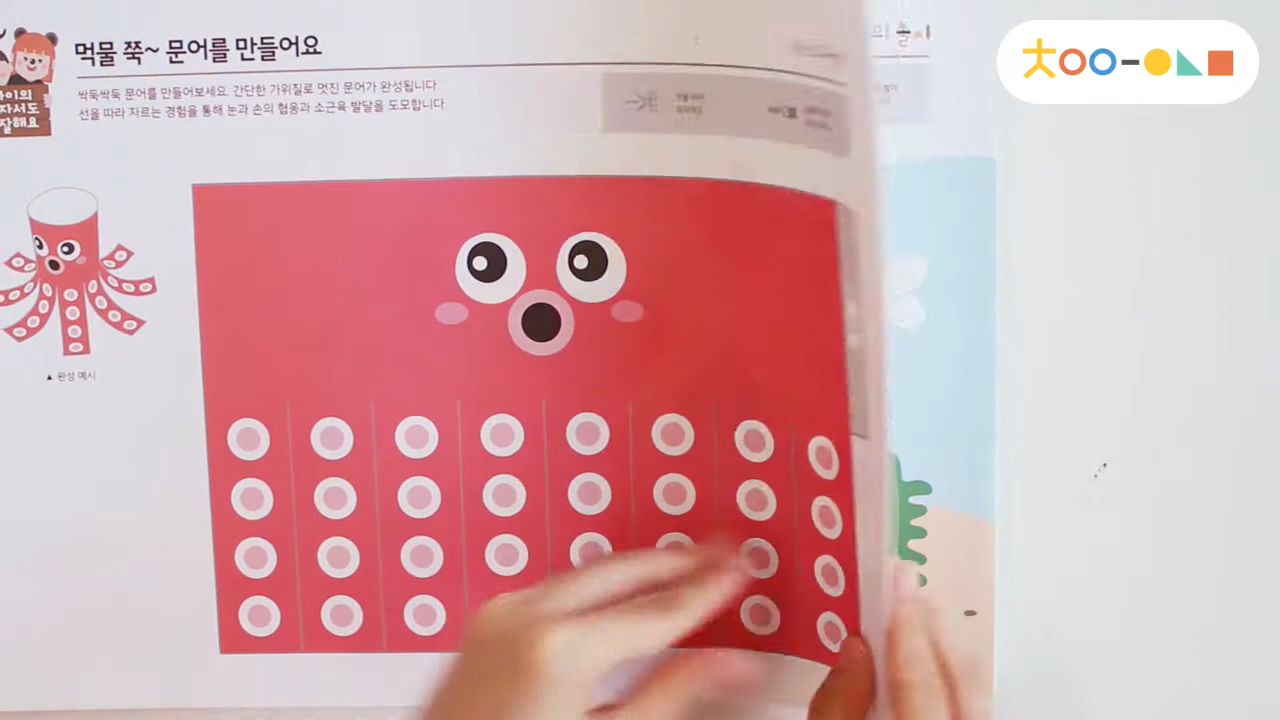 먹물 쭉~ 문어를 만들어요
싹둑싹둑 문어를 만들어보세요. 간단한 가위질로 멋진 문어가 완성됩니다.
선을 따라 자르는 경험을 통해 눈과 손의 협응과 소근육 발달을 도모합니다.
잘해요
▲ 완성 예시